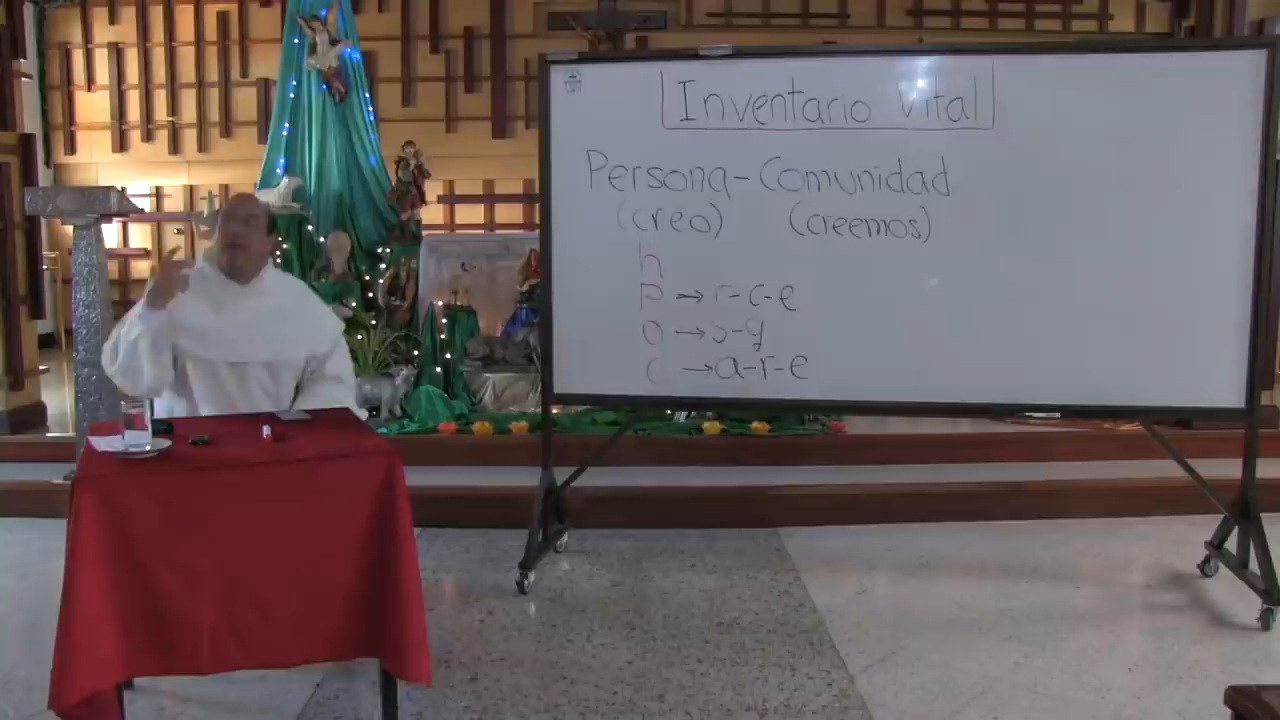 Inventario Vital
Persona - Comunidad
(creo) (creemos)
h
P → r-c-e
O → s-g
C → a-r-e